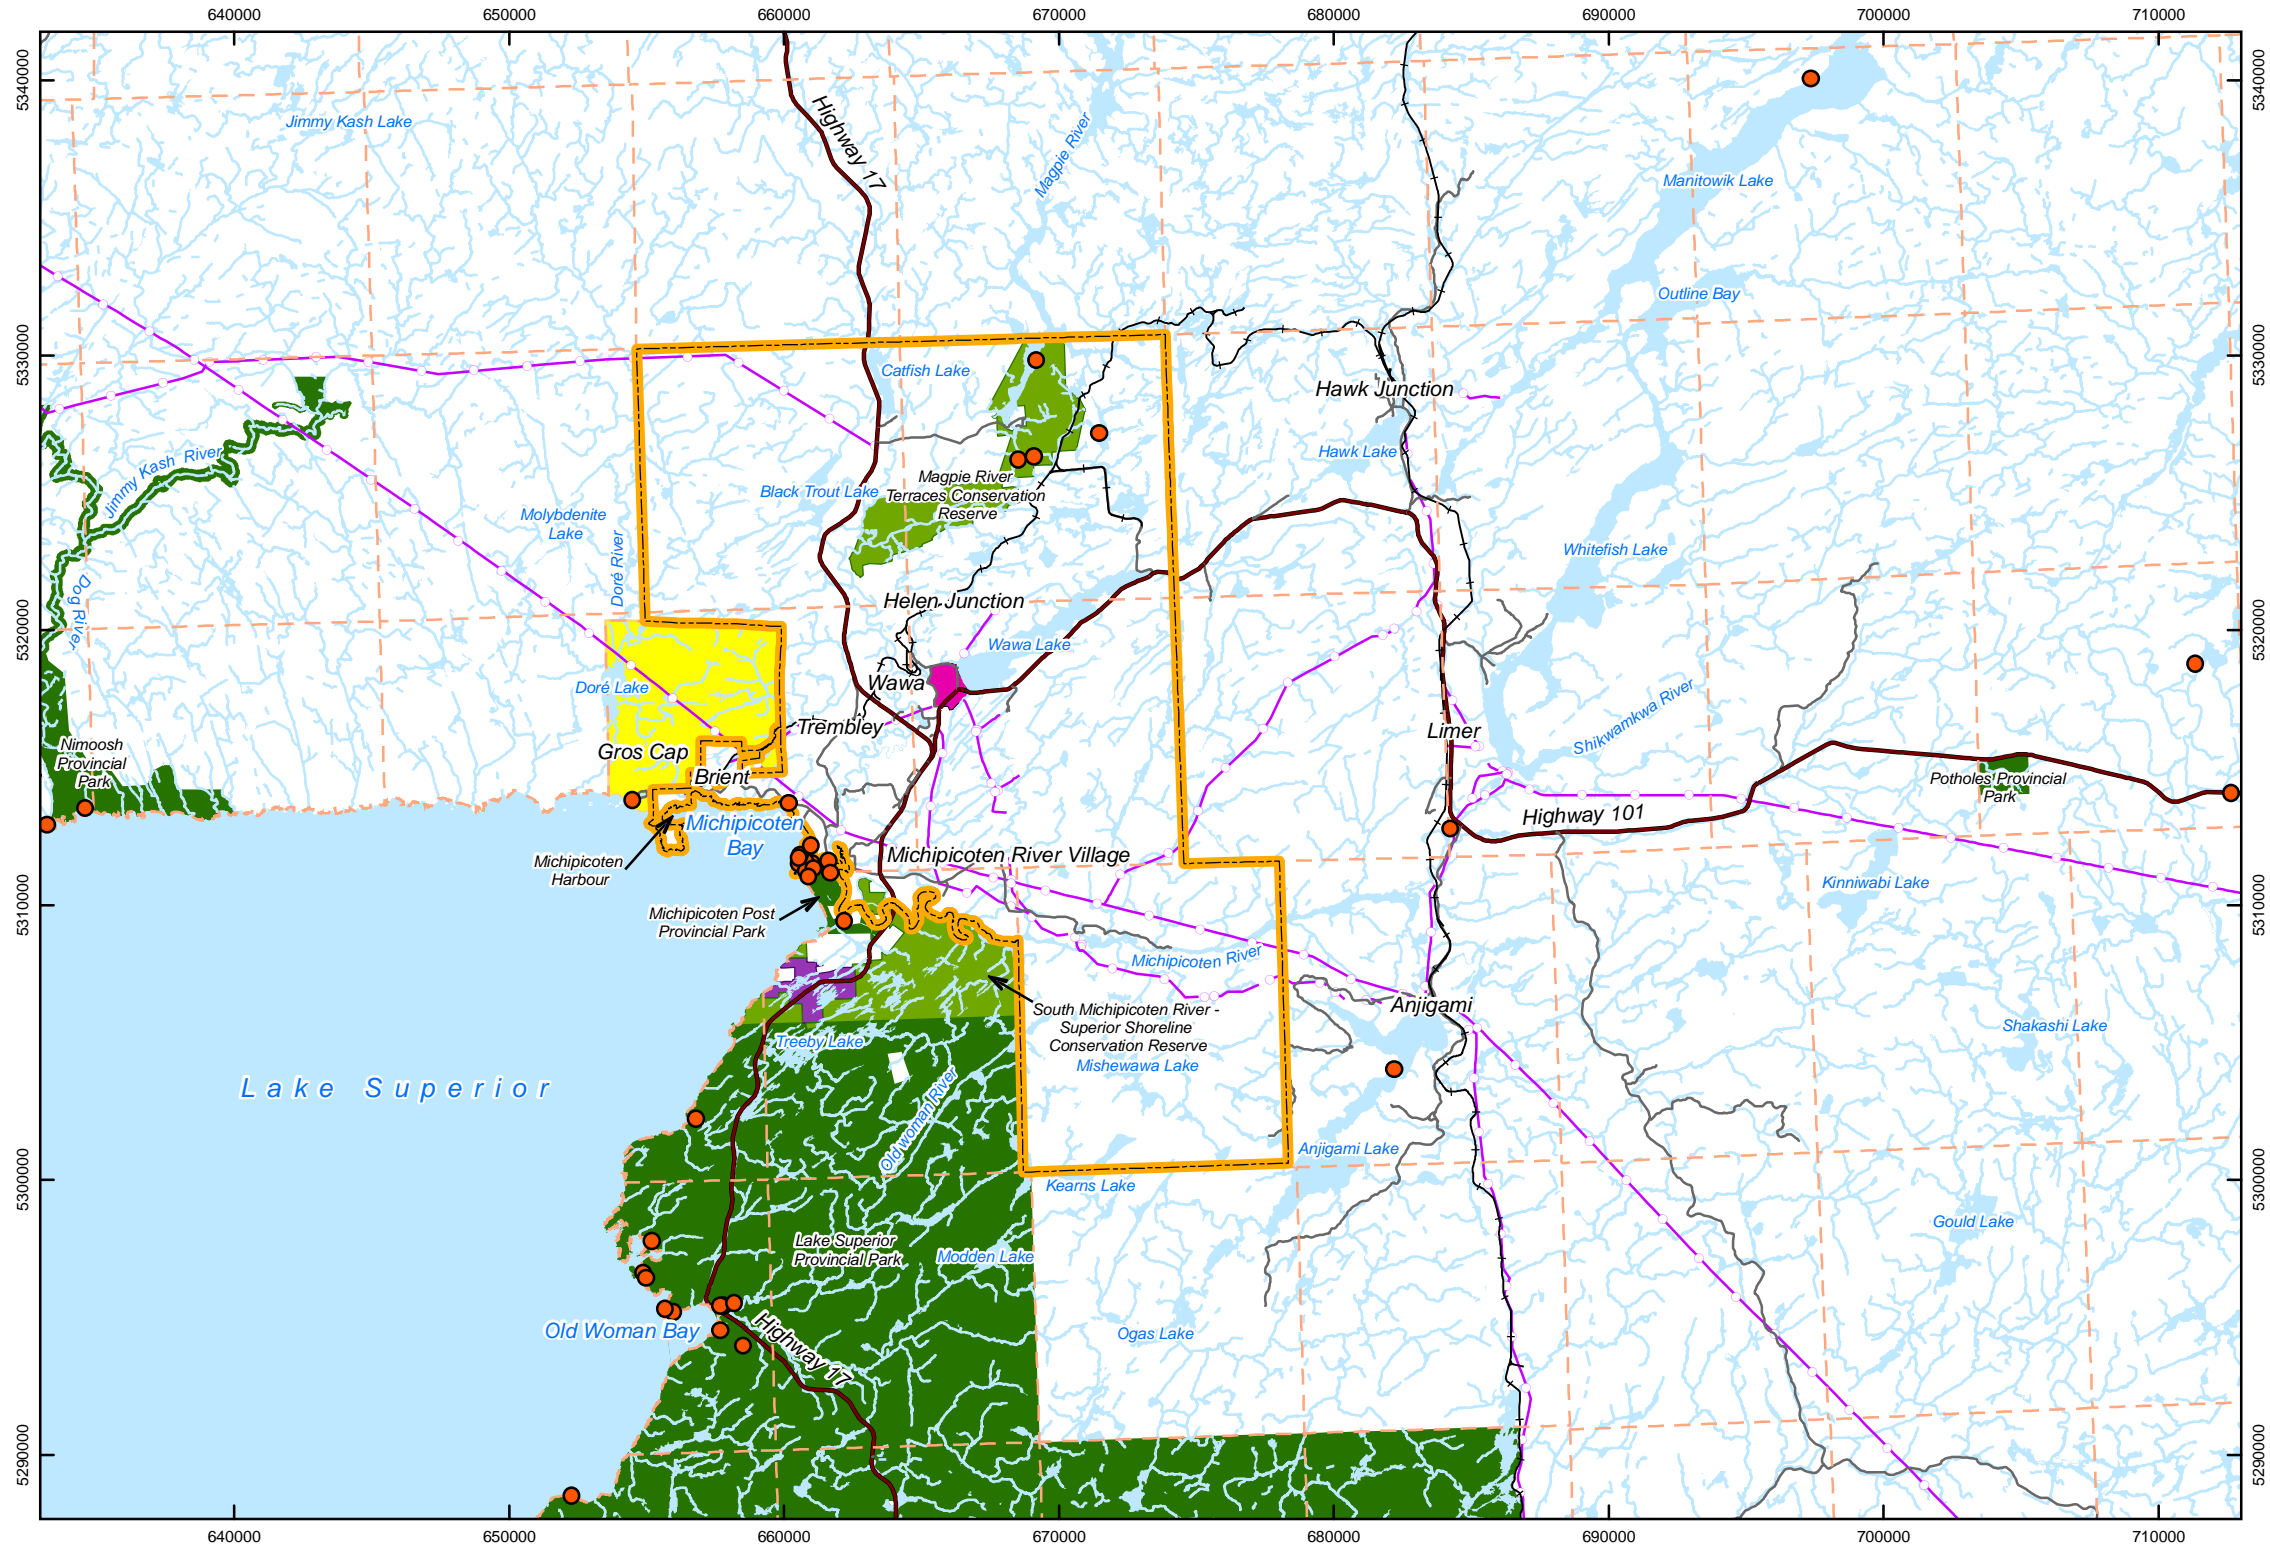 640000 650000 660000 670000 680000 690000 700000 710000
5340000
5340000
Highway 17
Jimmy Kash Lake
Magpie River
Manitowik Lake
Outline Bay
5330000
5330000
Catfish Lake
Hawk Junction
Hawk Lake
Jimmy Kash River
Magpie River
Terraces Conservation
Reserve
Black Trout Lake
Molybdenite
Lake
Doré River
Whitefish Lake
Dog River
Helen Junction
5320000
5320000
Wawa Lake
Wawa
Doré Lake
Shikwamkwa River
Trembley
Limer
Gros Cap
Nimoosh
Provincial
Park
Brient
Potholes Provincial
Park
Highway 101
Michipicoten
Bay
Michipicoten River Village
Michipicoten
Harbour
Kinniwabi Lake
5310000
5310000
Michipicoten Post
Provincial Park
Michipicoten River
Anjigami
South Michipicoten River -
Superior Shoreline
Conservation Reserve
Shakashi Lake
Treeby Lake
Mishewawa Lake
Lake Superior
Old woman River
Anjigami Lake
5300000
5300000
Kearns Lake
Gould Lake
Lake Superior
Provincial Park
Modden Lake
Old Woman Bay
Highway 17
Ogas Lake
5290000
5290000
640000 650000 660000 670000 680000 690000 700000 710000